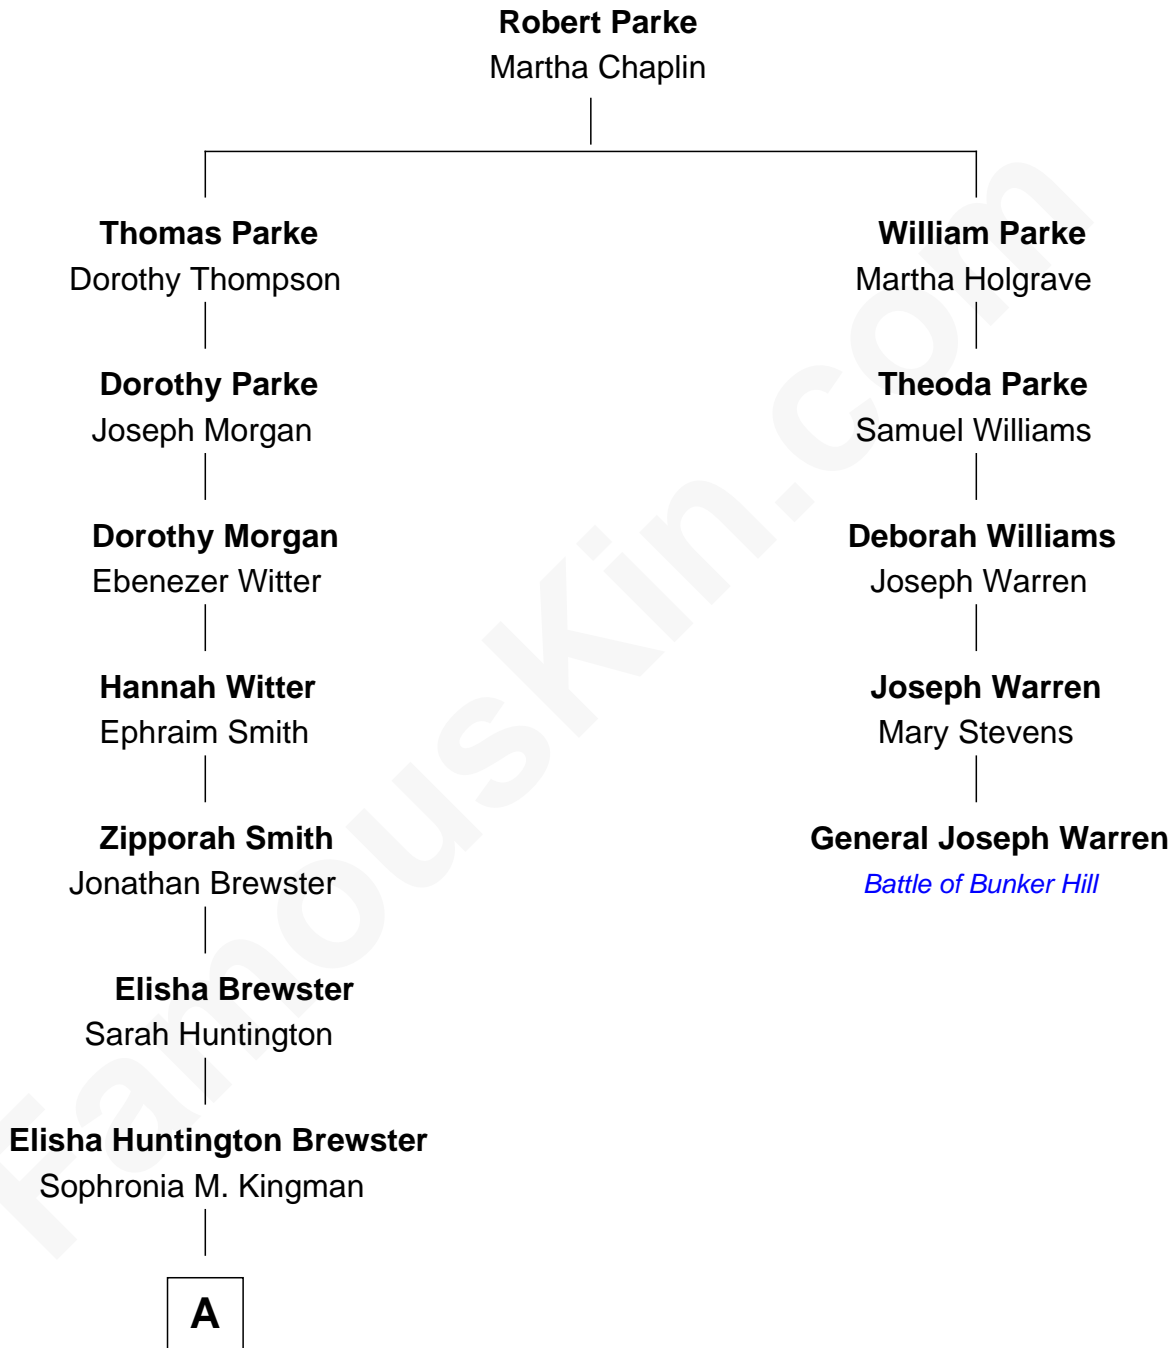 Robert Parke
Martha Chaplin
Thomas Parke
Dorothy Thompson
William Parke
Martha Holgrave
Dorothy Parke
Joseph Morgan
Theoda Parke
Samuel Williams
Dorothy Morgan
Ebenezer Witter
Deborah Williams
Joseph Warren
Hannah Witter
Ephraim Smith
Joseph Warren
Mary Stevens
Zipporah Smith
Jonathan Brewster
General Joseph Warren
Battle of Bunker Hill
Elisha Brewster
Sarah Huntington
Elisha Huntington Brewster
Sophronia M. Kingman
A
FamousKin.com